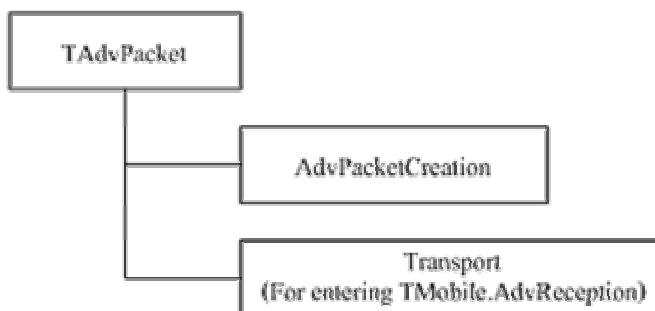 TAdvPacket
AdvPacketCreation
Transport
(For entering TMobile.AdvReception)